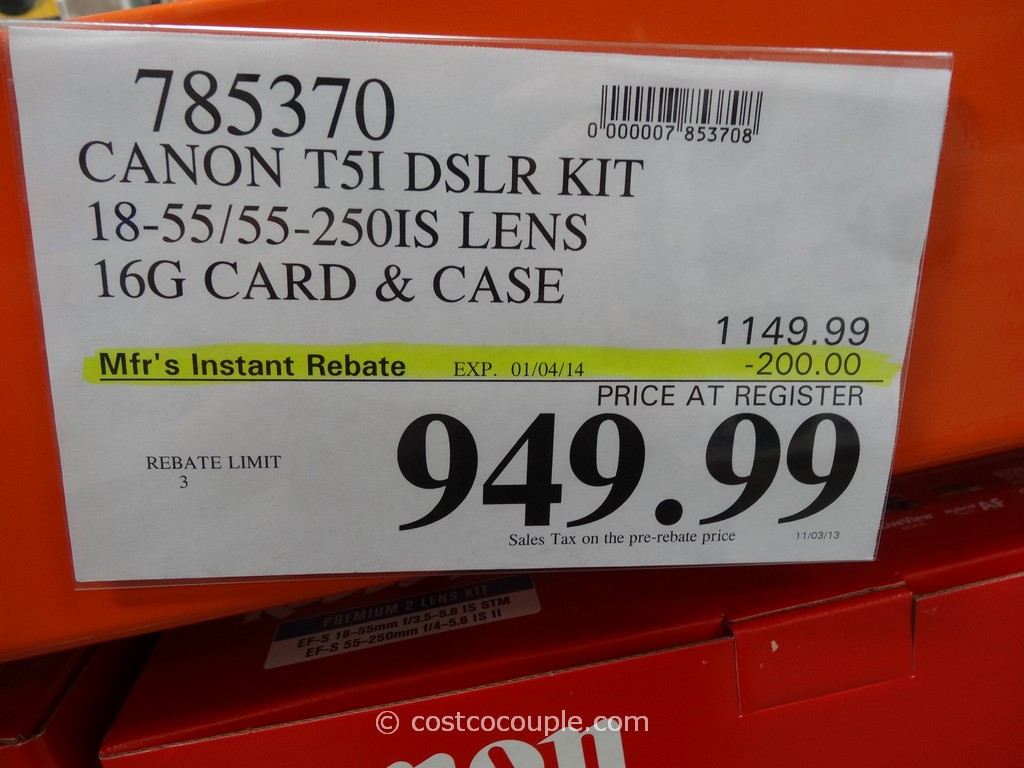 785370
0 000007 853708
CANON T5I DSLR KIT
18-55/55-250IS LENS
16G CARD & CASE
1149.99
Mfr's Instant Rebate EXP. 01/04/14 -200.00
PRICE AT REGISTER
949.99
REBATE LIMIT
3
Sales Tax on the pre-rebate price
11/03/13
LiveView
AF
PREMIUM 2 LENS KIT
EF-S 18-55mm f/3.5-5.6 IS STM
EF-S 55-250mm f/4-5.6 IS II
© costcocouple.com